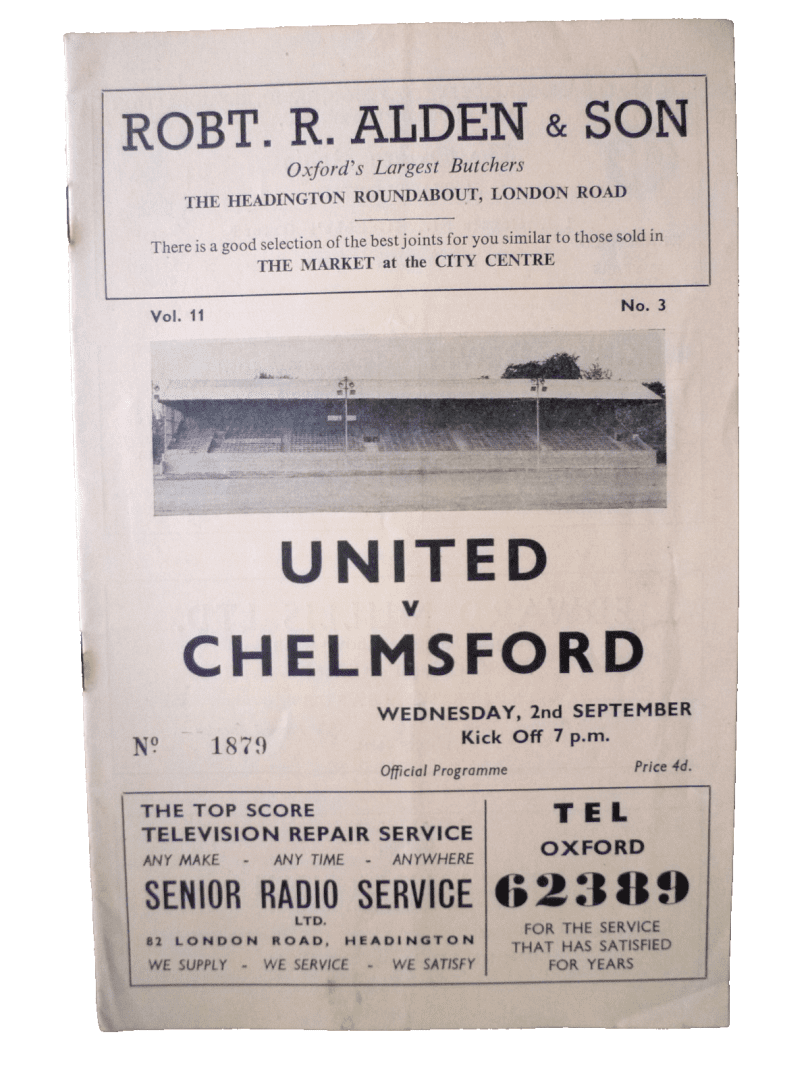 ROBT. R. ALDEN & SON
Oxford's Largest Butchers
THE HEADINGTON ROUNDABOUT, LONDON ROAD
There is a good selection of the best joints for you similar to those sold in
THE MARKET at the CITY CENTRE
Vol. 11
No. 3
UNITED
v
CHELMSFORD
WEDNESDAY, 2nd SEPTEMBER
Kick Off 7 p.m.
Nº 1879
Official Programme
Price 4d.
THE TOP SCORE
TELEVISION REPAIR SERVICE
ANY MAKE - ANY TIME - ANYWHERE
SENIOR RADIO SERVICE
LTD.
82 LONDON ROAD, HEADINGTON
WE SUPPLY - WE SERVICE - WE SATISFY
TEL
OXFORD
62389
FOR THE SERVICE
THAT HAS SATISFIED
FOR YEARS